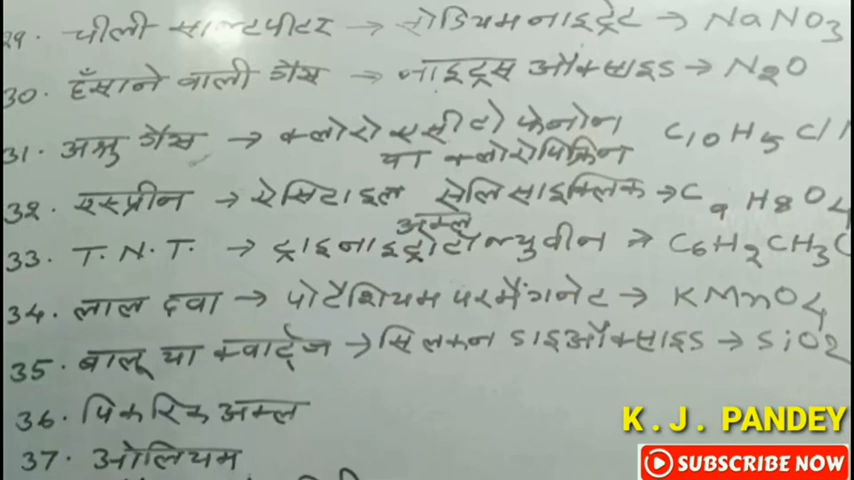 29. चीली साल्टपीटर → सोडियम नाइट्रेट → NaNO3
30. हँसाने वाली गैस → नाइट्रस ऑक्साइड → N2O
31. अश्रु गैस → क्लोरो एसीटो फेनोन C10H5Cl
या क्लोरोपिक्रिन
32. एस्प्रीन → ऐसिटाइल सेलिसाइक्लिक → C9H8O4
अम्ल
33. T.N.T. → ट्राइनाइट्रोटॉल्युवीन → C6H2CH3(
34. लाल दवा → पोटैशियम परमैंगनेट → KMnO4
35. बालू या क्वार्ट्ज → सिलकन डाइऑक्साइड → SiO2
36. पिकरिक अम्ल
37. ओलियम
K.J. PANDEY
SUBSCRIBE NOW